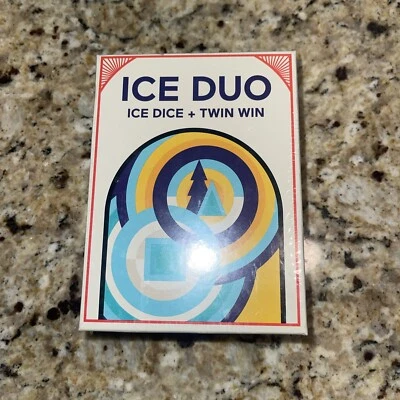 ICE DUO
ICE DICE + TWIN WIN